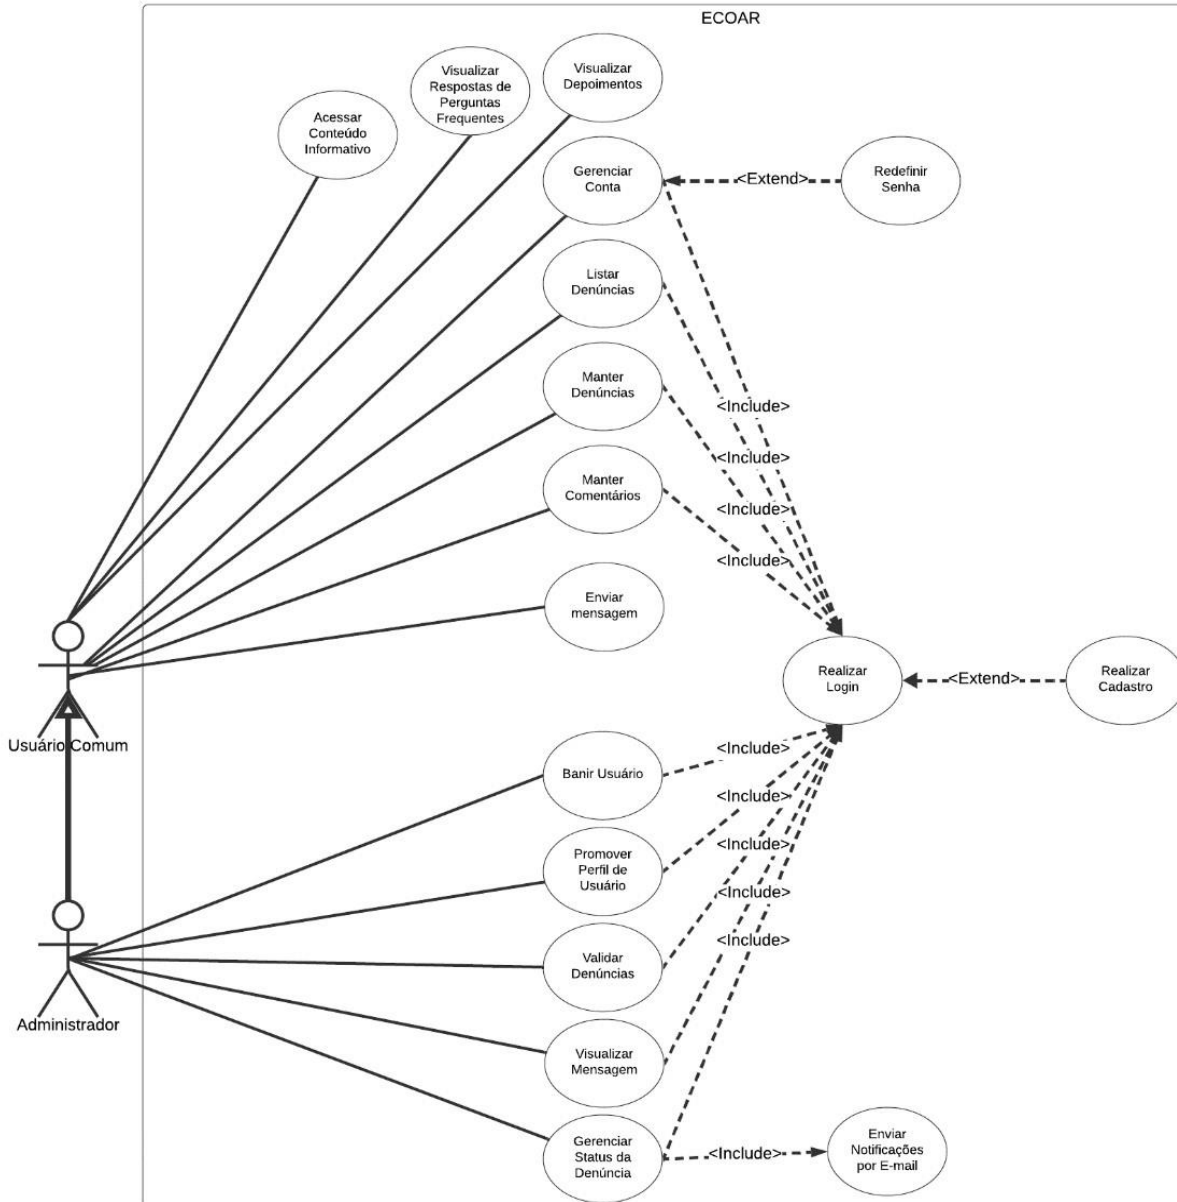 ECOAR
Visualizar
Depoimentos
Visualizar
Respostas de
Perguntas
Frequentes
Acessar
Conteúdo
Informativo
Gerenciar
Conta
<Extend>
Redefinir
Senha
Listar
Denúncias
Manter
Denúncias
<Include>
<Include>
Manter
Comentários
<Include>
<Include>
Enviar
mensagem
Realizar
Login
<Extend>
Realizar
Cadastro
Usuário Comum
Banir Usuário
<Include>
<Include>
Promover
Perfil de
Usuário
<Include>
<Include>
Validar
Denúncias
<Include>
Administrador
Visualizar
Mensagem
Gerenciar
Status da
Denúncia
<Include>
Enviar
Notificações
por E-mail